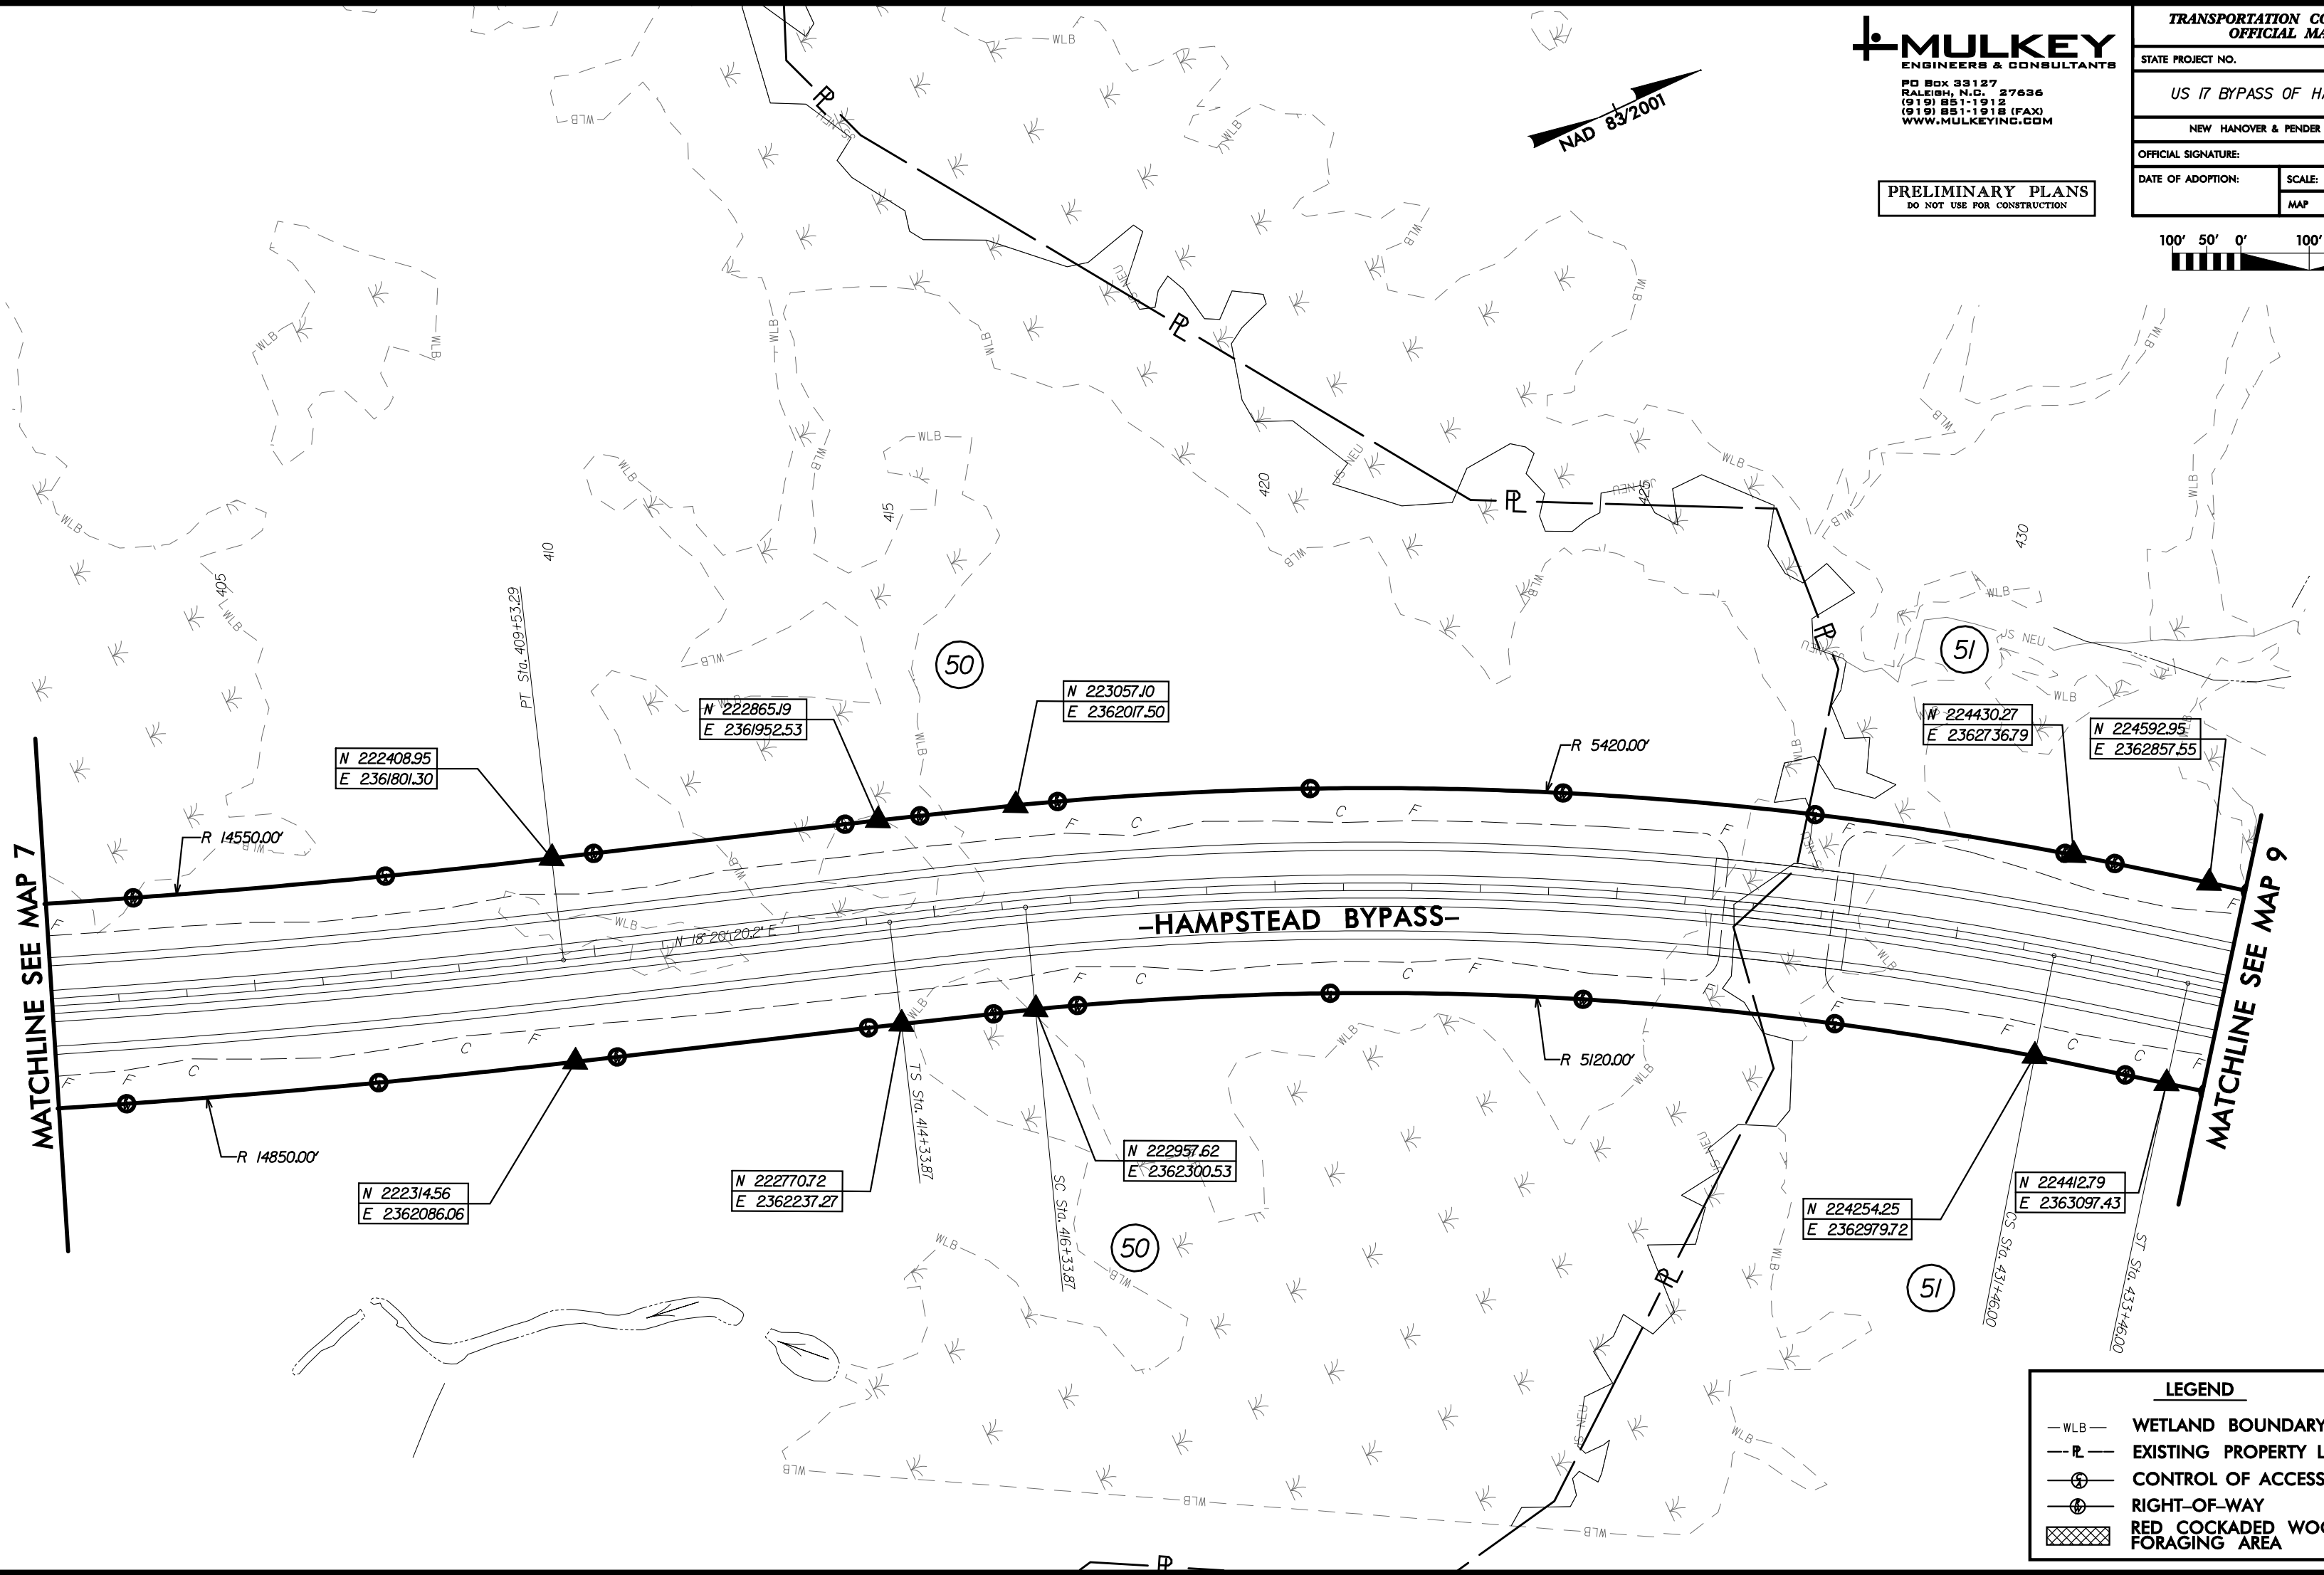 MULKEY
ENGINEERS & CONSULTANTS
PO Box 33127
RALEIGH, N.C. 27636
(919) 851-1912
(919) 851-1918 (FAX)
WWW.MULKEYINC.COM
PRELIMINARY PLANS
DO NOT USE FOR CONSTRUCTION
TRANSPORTATION
OFFICIAL
STATE PROJECT NO.
US 17 BYPASS OF
NEW HANOVER & PENDER
OFFICIAL SIGNATURE:
DATE OF ADOPTION:
SCALE:
MAP
100' 50' 0' 100'
NAD 83/2001
405
410
415
420
425
430
PT Sta. 409+53.29
50
51
N 222408.95
E 2361801.30
N 222865.19
E 2361952.53
N 223057.10
E 2362017.50
N 224430.27
E 2362736.79
N 224592.95
E 2362857.55
R 14550.00'
R 5420.00'
MATCHLINE SEE MAP 7
N 18° 20' 20.2" E
-HAMPSTEAD BYPASS-
MATCHLINE SEE MAP 9
R 14850.00'
R 5120.00'
N 222314.56
E 2362086.06
N 222770.72
E 2362237.27
N 222957.62
E 2362300.53
N 224254.25
E 2362979.72
N 224412.79
E 2363097.43
TS Sta. 414+33.87
SC Sta. 416+33.87
CS Sta. 431+46.00
ST Sta. 433+46.00
50
51
JS NEU
WLB
C F
LEGEND
WLB WETLAND BOUNDARY
PL EXISTING PROPERTY
CONTROL OF ACCESS
RIGHT-OF-WAY
RED COCKADED
FORAGING AREA